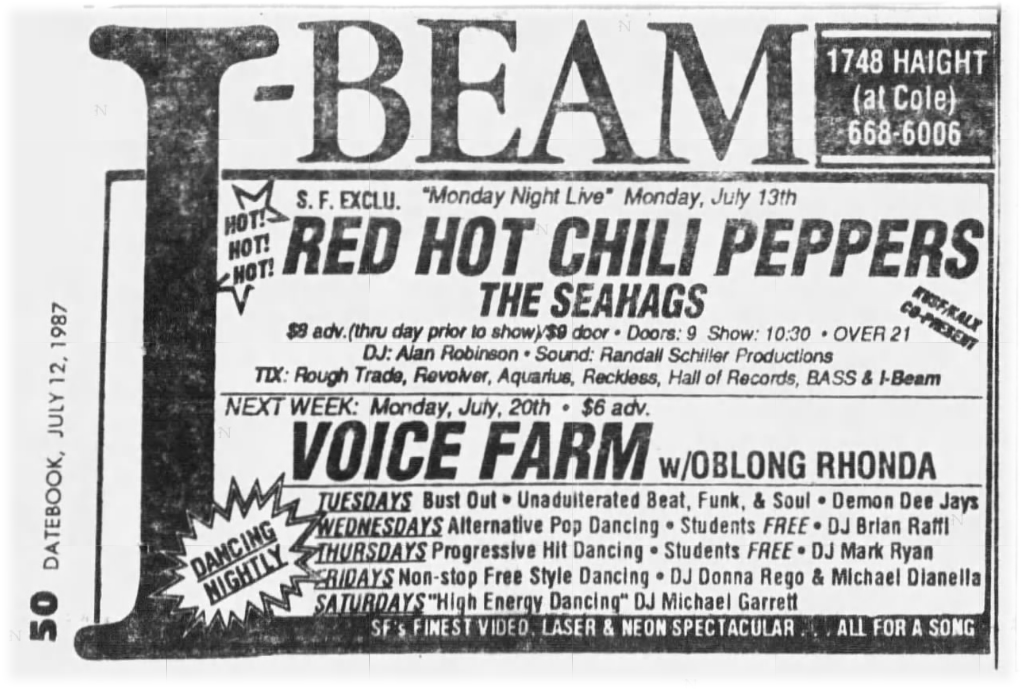 I-BEAM
1748 HAIGHT
(at Cole)
668-6006
HOT!
HOT!
HOT!
S. F. EXCLU. "Monday Night Live" Monday, July 13th
RED HOT CHILI PEPPERS
THE SEAHAGS
KUSF/KALX
CO-PRESENT
$8 adv.(thru day prior to show)/$9 door • Doors: 9 Show: 10:30 • OVER 21
DJ: Alan Robinson • Sound: Randall Schiller Productions
TIX: Rough Trade, Revolver, Aquarius, Reckless, Hall of Records, BASS & I-Beam
NEXT WEEK: Monday, July, 20th • $6 adv.
VOICE FARM w/OBLONG RHONDA
DANCING
NIGHTLY
TUESDAYS Bust Out • Unadulterated Beat, Funk, & Soul • Demon Dee Jays
WEDNESDAYS Alternative Pop Dancing • Students FREE • DJ Brian Raffi
THURSDAYS Progressive Hit Dancing • Students FREE • DJ Mark Ryan
FRIDAYS Non-stop Free Style Dancing • DJ Donna Rego & Michael Dianella
SATURDAYS "High Energy Dancing" DJ Michael Garrett
SF's FINEST VIDEO, LASER & NEON SPECTACULAR . . . ALL FOR A SONG
50 DATEBOOK, JULY 12, 1987